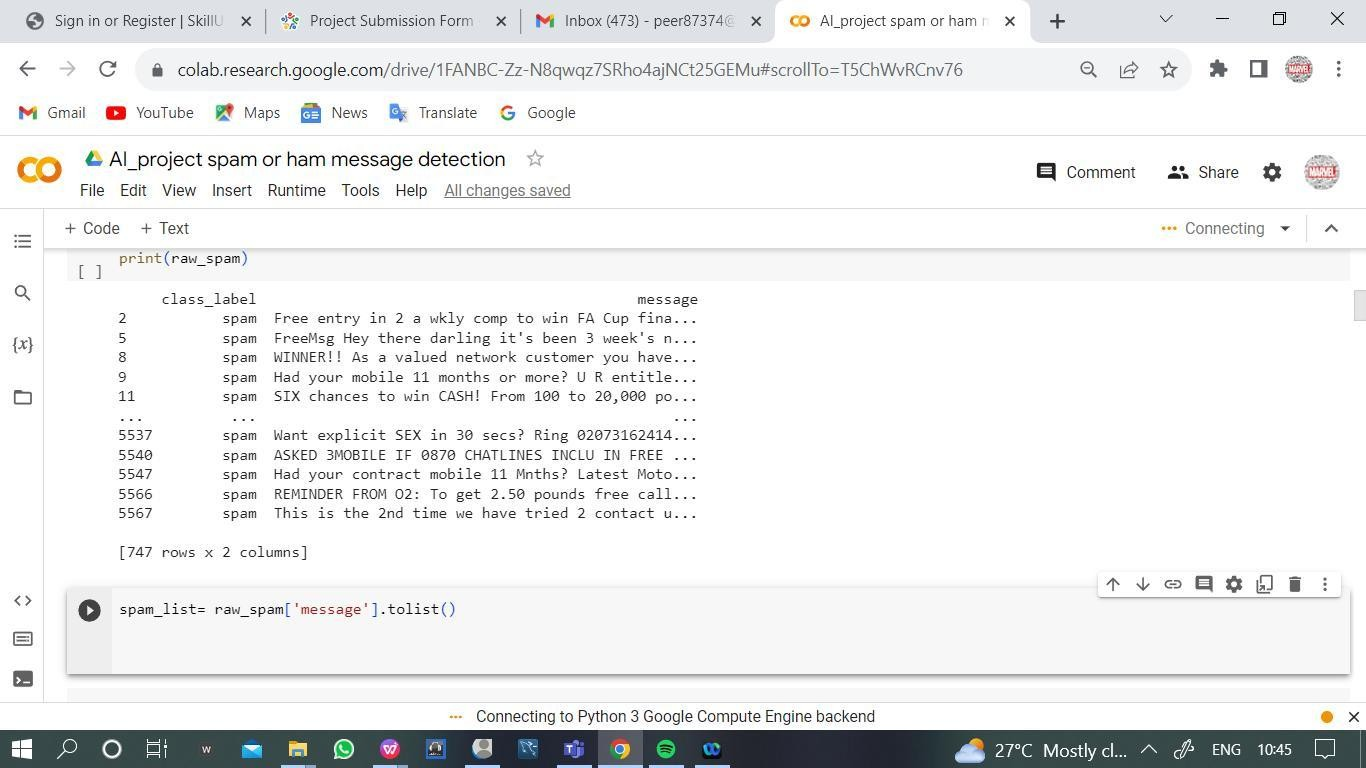 Sign in or Register | SkillU
Project Submission Form
Inbox (473) - peer87374@
AI_project spam or ham m
colab.research.google.com/drive/1FANBC-Zz-N8qwqz7SRho4ajNCt25GEMu#scrollTo=T5ChWvRCnv76
Gmail YouTube Maps News Translate Google
AI_project spam or ham message detection
Comment Share
File Edit View Insert Runtime Tools Help All changes saved
+ Code + Text
Connecting
print(raw_spam)
[ ]
class_label message
2 spam Free entry in 2 a wkly comp to win FA Cup fina...
5 spam FreeMsg Hey there darling it's been 3 week's n...
8 spam WINNER!! As a valued network customer you have...
9 spam Had your mobile 11 months or more? U R entitle...
11 spam SIX chances to win CASH! From 100 to 20,000 po...
... ... ...
5537 spam Want explicit SEX in 30 secs? Ring 02073162414...
5540 spam ASKED 3MOBILE IF 0870 CHATLINES INCLU IN FREE ...
5547 spam Had your contract mobile 11 Mnths? Latest Moto...
5566 spam REMINDER FROM O2: To get 2.50 pounds free call...
5567 spam This is the 2nd time we have tried 2 contact u...
[747 rows x 2 columns]
spam_list= raw_spam['message'].tolist()
Connecting to Python 3 Google Compute Engine backend
27°C Mostly cl... ENG 10:45